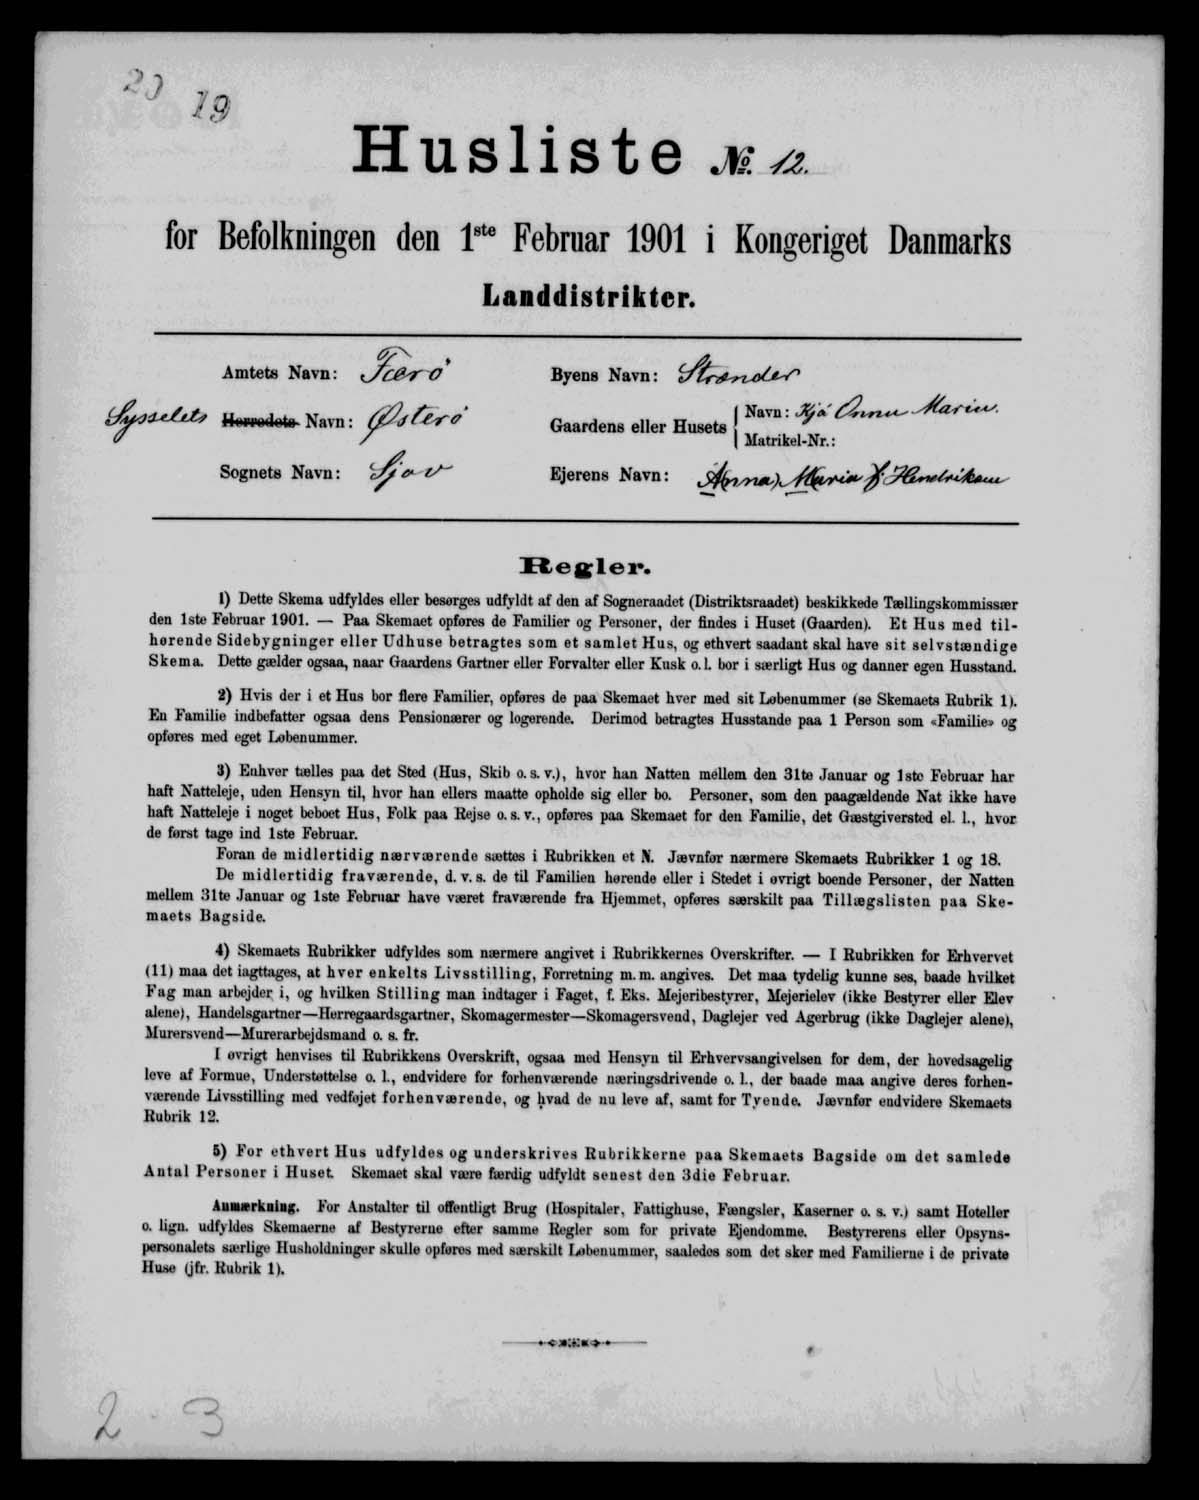 20
19
Husliste No. 12.
for Befolkningen den 1ste Februar 1901 i Kongeriget Danmarks
Landdistrikter.
Amtets Navn: Færø
Byens Navn: Strænder
Sysselets Herredets Navn: Østerø
Gaardens eller Husets Navn: Kjá Onnu Mariu.
Matrikel-Nr.:
Sognets Navn: Sjov
Ejerens Navn: A(nna) M(aria) f. Hendriksen
Regler.
1) Dette Skema udfyldes eller besørges udfyldt af den af Sogneraadet (Distriktsraadet) beskikkede Tællingskommissær
den 1ste Februar 1901. — Paa Skemaet opføres de Familier og Personer, der findes i Huset (Gaarden). Et Hus med til-
hørende Sidebygninger eller Udhuse betragtes som et samlet Hus, og ethvert saadant skal have sit selvstændige
Skema. Dette gælder ogsaa, naar Gaardens Gartner eller Forvalter eller Kusk o. l. bor i særligt Hus og danner egen Husstand.
2) Hvis der i et Hus bor flere Familier, opføres de paa Skemaet hver med sit Løbenummer (se Skemaets Rubrik 1).
En Familie indbefatter ogsaa dens Pensionærer og logerende. Derimod betragtes Husstande paa 1 Person som «Familie» og
opføres med eget Løbenummer.
3) Enhver tælles paa det Sted (Hus, Skib o. s. v.), hvor han Natten mellem den 31te Januar og 1ste Februar har
haft Natteleje, uden Hensyn til, hvor han ellers maatte opholde sig eller bo. Personer, som den paagældende Nat ikke have
haft Natteleje i noget beboet Hus, Folk paa Rejse o. s. v., opføres paa Skemaet for den Familie, det Gæstgiversted el. l., hvor
de først tage ind 1ste Februar.
Foran de midlertidig nærværende sættes i Rubrikken et N. Jævnfør nærmere Skemaets Rubrikker 1 og 18.
De midlertidig fraværende, d. v. s. de til Familien hørende eller i Stedet i øvrigt boende Personer, der Natten
mellem 31te Januar og 1ste Februar have været fraværende fra Hjemmet, opføres særskilt paa Tillægslisten paa Ske-
maets Bagside.
4) Skemaets Rubrikker udfyldes som nærmere angivet i Rubrikkernes Overskrifter. — I Rubrikken for Erhvervet
(11) maa det iagttages, at hver enkelts Livsstilling, Forretning m. m. angives. Det maa tydelig kunne ses, baade hvilket
Fag man arbejder i, og hvilken Stilling man indtager i Faget, f. Eks. Mejeribestyrer, Mejerielev (ikke Bestyrer eller Elev
alene), Handelsgartner—Herregaardsgartner, Skomagermester—Skomagersvend, Daglejer ved Agerbrug (ikke Daglejer alene),
Murersvend—Murerarbejdsmand o. s. fr.
I øvrigt henvises til Rubrikkens Overskrift, ogsaa med Hensyn til Erhvervsangivelsen for dem, der hovedsagelig
leve af Formue, Understøttelse o. l., endvidere for forhenværende næringsdrivende o. l., der baade maa angive deres forhen-
værende Livsstilling med vedføjet forhenværende, og hvad de nu leve af, samt for Tyende. Jævnfør endvidere Skemaets
Rubrik 12.
5) For ethvert Hus udfyldes og underskrives Rubrikkerne paa Skemaets Bagside om det samlede
Antal Personer i Huset. Skemaet skal være færdig udfyldt senest den 3die Februar.
Anmærkning. For Anstalter til offentligt Brug (Hospitaler, Fattighuse, Fængsler, Kaserner o. s. v.) samt Hoteller
o. lign. udfyldes Skemaerne af Bestyrerne efter samme Regler som for private Ejendomme. Bestyrerens eller Opsyns-
personalets særlige Husholdninger skulle opføres med særskilt Løbenummer, saaledes som det sker med Familierne i de private
Huse (jfr. Rubrik 1).
2 3